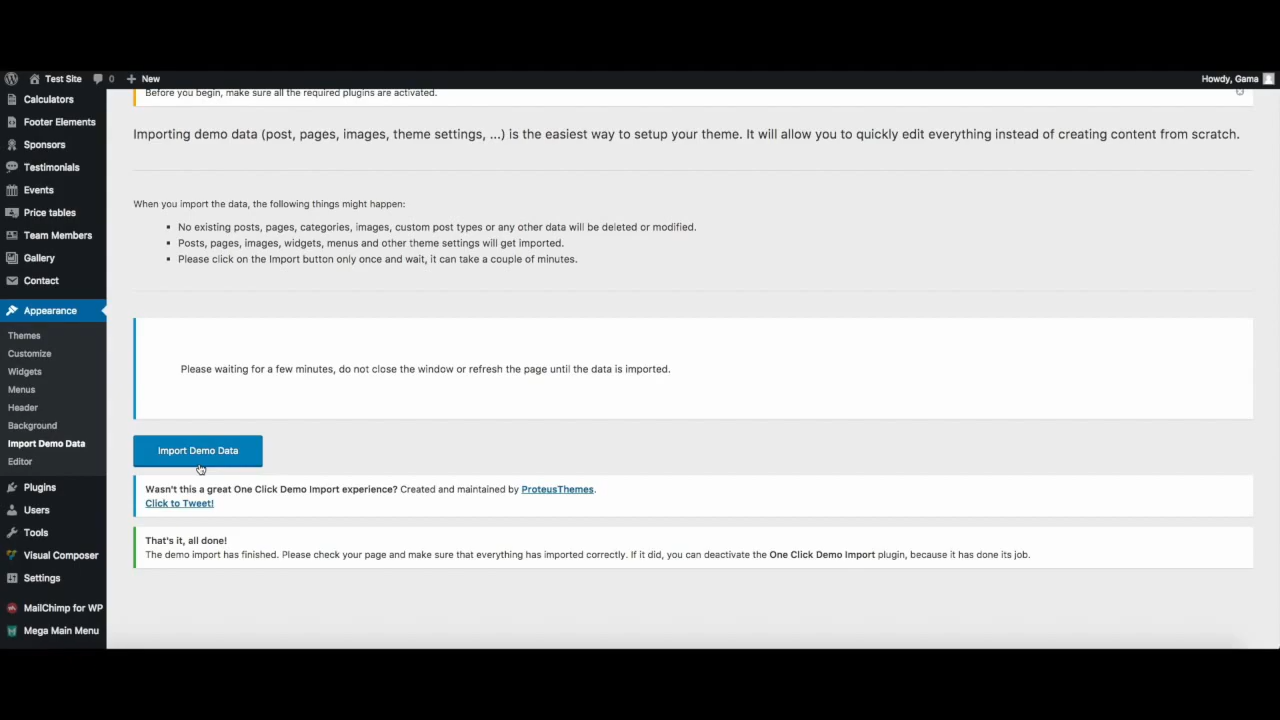 Test Site
0
New
Howdy, Gama
Calculators
Footer Elements
Sponsors
Testimonials
Events
Price tables
Team Members
Gallery
Contact
Appearance
Themes
Customize
Widgets
Menus
Header
Background
Import Demo Data
Editor
Plugins
Users
Tools
Visual Composer
Settings
MailChimp for WP
Mega Main Menu
Before you begin, make sure all the required plugins are activated.
Importing demo data (post, pages, images, theme settings, ...) is the easiest way to setup your theme. It will allow you to quickly edit everything instead of creating content from scratch.
When you import the data, the following things might happen:
No existing posts, pages, categories, images, custom post types or any other data will be deleted or modified.
Posts, pages, images, widgets, menus and other theme settings will get imported.
Please click on the Import button only once and wait, it can take a couple of minutes.
Please waiting for a few minutes, do not close the window or refresh the page until the data is imported.
Import Demo Data
Wasn't this a great One Click Demo Import experience? Created and maintained by ProteusThemes.
Click to Tweet!
That's it, all done!
The demo import has finished. Please check your page and make sure that everything has imported correctly. If it did, you can deactivate the One Click Demo Import plugin, because it has done its job.